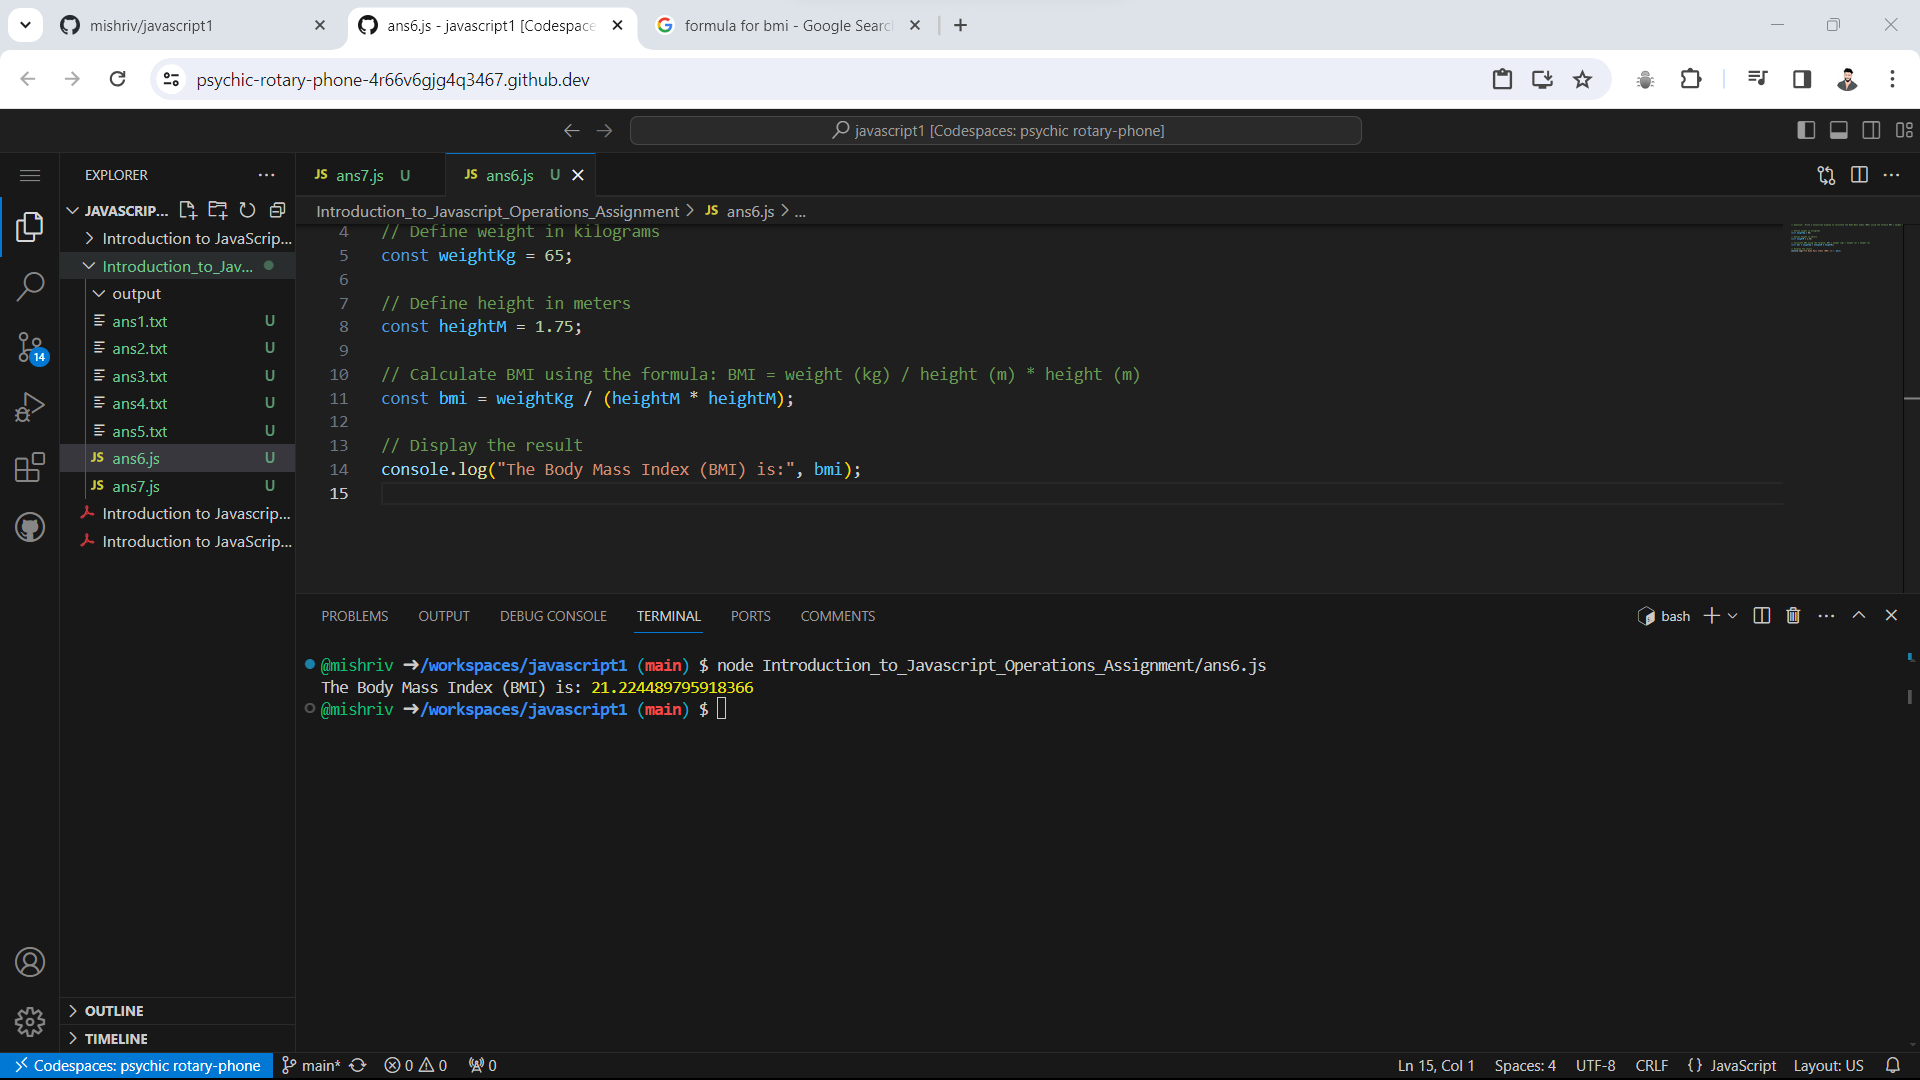 mishriv/javascript1
ans6.js - javascript1 [Codespace
formula for bmi - Google Searc
psychic-rotary-phone-4r66v6gjg4q3467.github.dev
javascript1 [Codespaces: psychic rotary-phone]
EXPLORER
JAVASCRIP...
Introduction to JavaScrip...
Introduction_to_Jav...
output
ans1.txt U
ans2.txt U
ans3.txt U
ans4.txt U
ans5.txt U
JS ans6.js U
JS ans7.js U
Introduction to Javascrip...
Introduction to JavaScrip...
OUTLINE
TIMELINE
14
JS ans7.js U
JS ans6.js U
Introduction_to_Javascript_Operations_Assignment > JS ans6.js > ...
4 // Define weight in kilograms
5 const weightKg = 65;
6
7 // Define height in meters
8 const heightM = 1.75;
9
10 // Calculate BMI using the formula: BMI = weight (kg) / height (m) * height (m)
11 const bmi = weightKg / (heightM * heightM);
12
13 // Display the result
14 console.log("The Body Mass Index (BMI) is:", bmi);
15
PROBLEMS OUTPUT DEBUG CONSOLE TERMINAL PORTS COMMENTS
bash
@mishriv ➜/workspaces/javascript1 (main) $ node Introduction_to_Javascript_Operations_Assignment/ans6.js
The Body Mass Index (BMI) is: 21.224489795918366
@mishriv ➜/workspaces/javascript1 (main) $
Codespaces: psychic rotary-phone main* 0 0 0
Ln 15, Col 1 Spaces: 4 UTF-8 CRLF {} JavaScript Layout: US